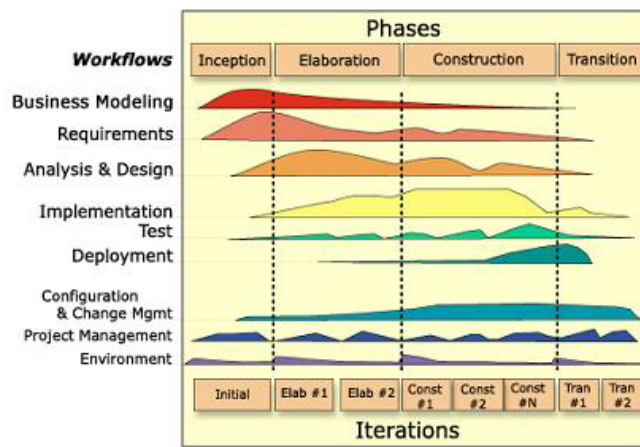 Phases
Workflows
Inception
Elaboration
Construction
Transition
Business Modeling
Requirements
Analysis & Design
Implementation
Test
Deployment
Configuration
& Change Mgmt
Project Management
Environment
Initial
Elab #1
Elab #2
Const
#1
Const
#2
Const
#N
Tran
#1
Tran
#2
Iterations